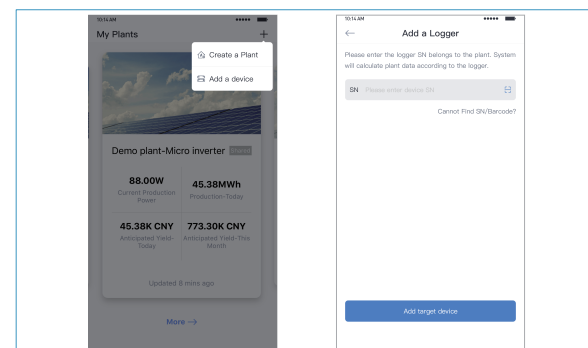 10:14 AM
My Plants
Create a Plant
Add a device
Demo plant-Micro inverter
88.00W
Current Production
Power
45.38MWh
Production-Today
45.38K CNY
Anticipated Yield-
Today
773.30K CNY
Anticipated Yield-This
Month
Updated 8 mins ago
More
10:14 AM
Add a Logger
Please enter the logger SN belongs to the plant. System
will calculate plant data according to the logger.
SN Please enter device SN
Cannot Find SN/Barcode?
Add target device